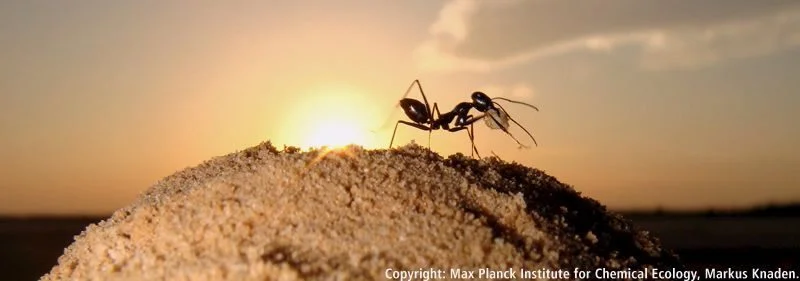 Copyright: Max Planck Institute for Chemical Ecology, Markus Knaden.